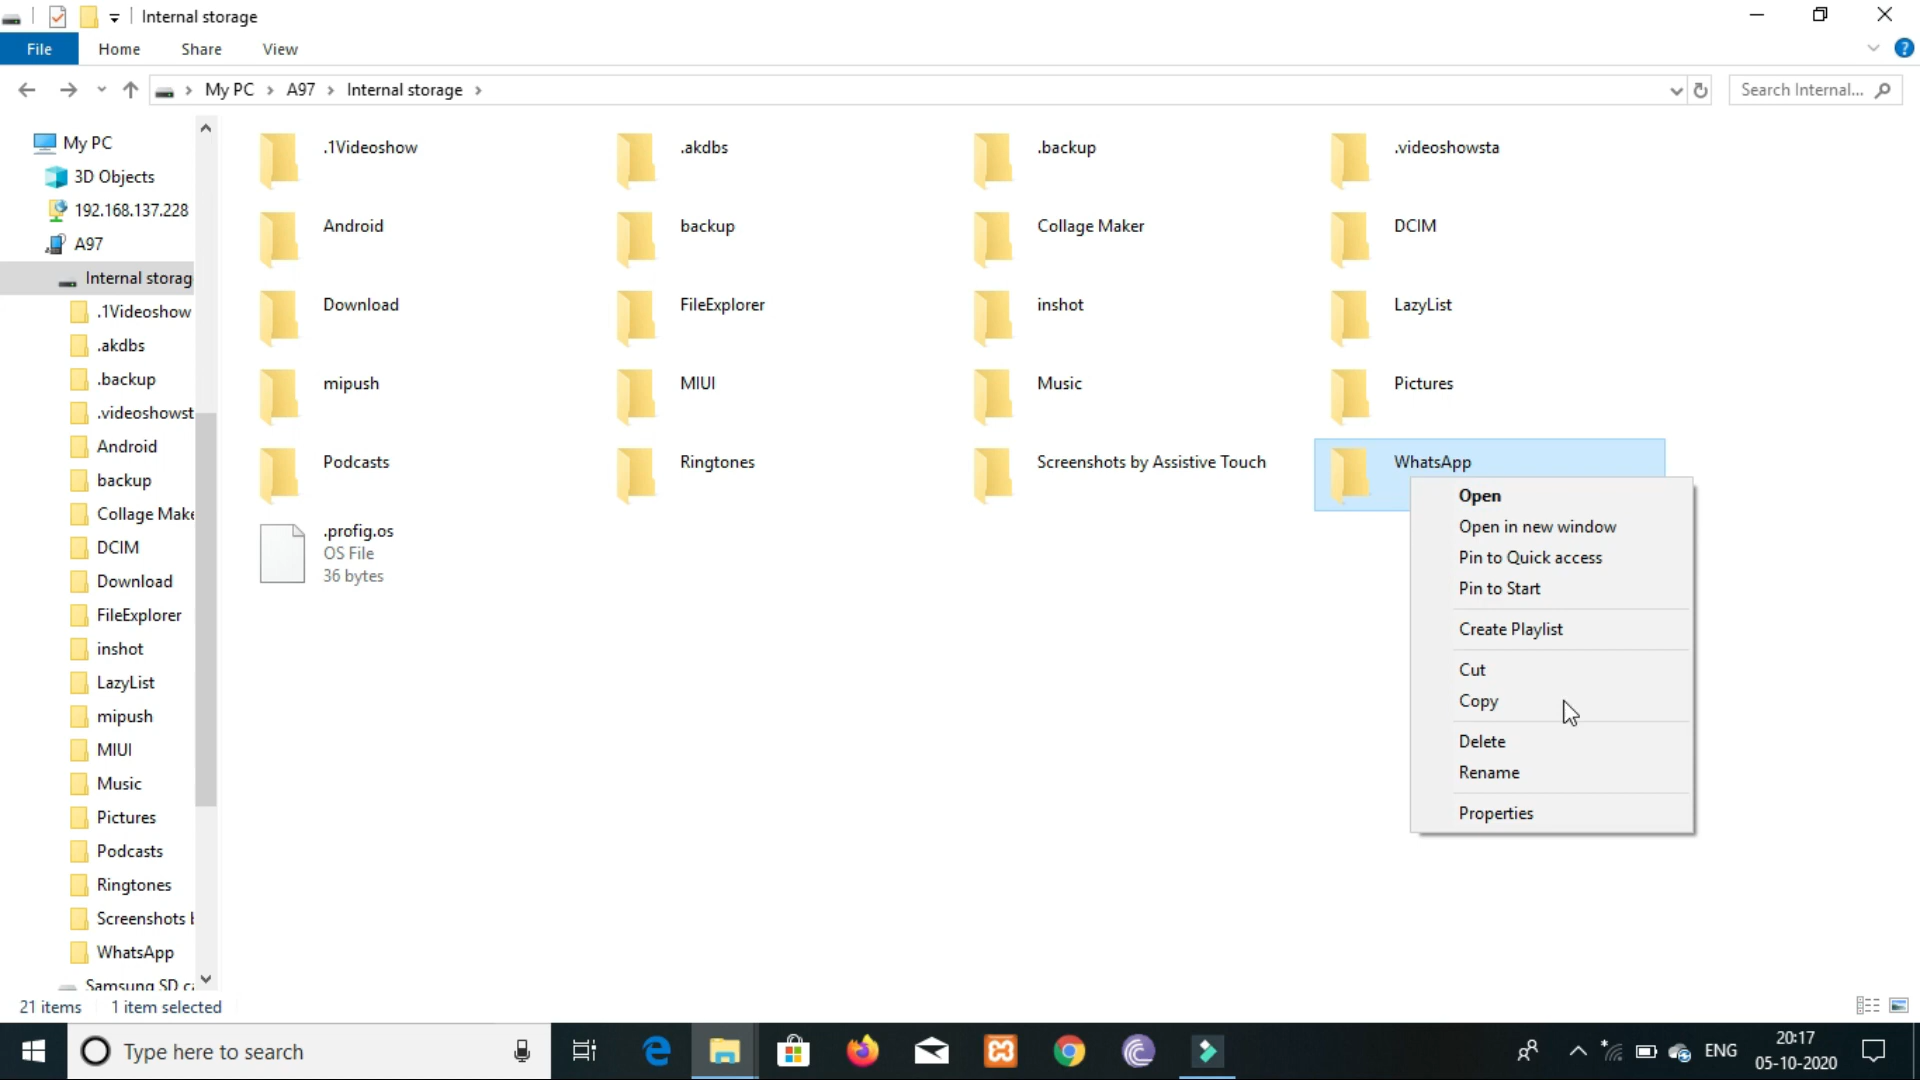 Internal storage
File
Home
Share
View
My PC
A97
Internal storage
Search Internal...
My PC
3D Objects
192.168.137.228
A97
Internal storag
.1Videoshow
.akdbs
.backup
.videoshowst
Android
backup
Collage Make
DCIM
Download
FileExplorer
inshot
LazyList
mipush
MIUI
Music
Pictures
Podcasts
Ringtones
Screenshots b
WhatsApp
Samsung SD ca
.1Videoshow
.akdbs
.backup
.videoshowsta
Android
backup
Collage Maker
DCIM
Download
FileExplorer
inshot
LazyList
mipush
MIUI
Music
Pictures
Podcasts
Ringtones
Screenshots by Assistive Touch
WhatsApp
.profig.os
OS File
36 bytes
Open
Open in new window
Pin to Quick access
Pin to Start
Create Playlist
Cut
Copy
Delete
Rename
Properties
21 items
1 item selected
Type here to search
ENG
20:17
05-10-2020